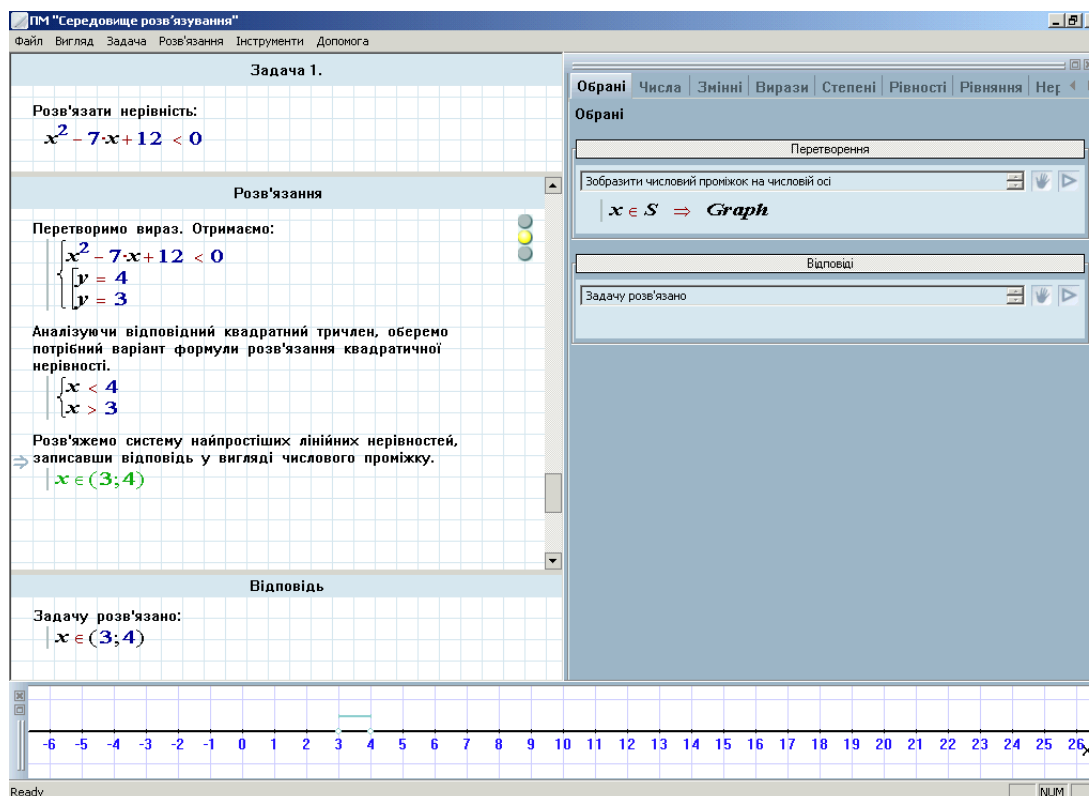 ПМ "Середовище розв'язування"
Файл Вигляд Задача Розв'язання Інструменти Допомога
Задача 1.
Розв'язати нерівність:
x² − 7·x + 12 < 0
Розв'язання
Перетворимо вираз. Отримаємо:
x² − 7·x + 12 < 0
y = 4
y = 3
Аналізуючи відповідний квадратний тричлен, оберемо
потрібний варіант формули розв'язання квадратичної
нерівності.
x < 4
x > 3
Розв'яжемо систему найпростіших лінійних нерівностей,
записавши відповідь у вигляді числового проміжку.
x ∈ (3; 4)
Відповідь
Задачу розв'язано:
x ∈ (3; 4)
Обрані Числа Змінні Вирази Степені Рівності Рівняння Нер
Обрані
Перетворення
Зобразити числовий проміжок на числовій осі
x ∈ S ⇒ Graph
Відповіді
Задачу розв'язано
-6 -5 -4 -3 -2 -1 0 1 2 3 4 5 6 7 8 9 10 11 12 13 14 15 16 17 18 19 20 21 22 23 24 25 26 x
Ready NUM